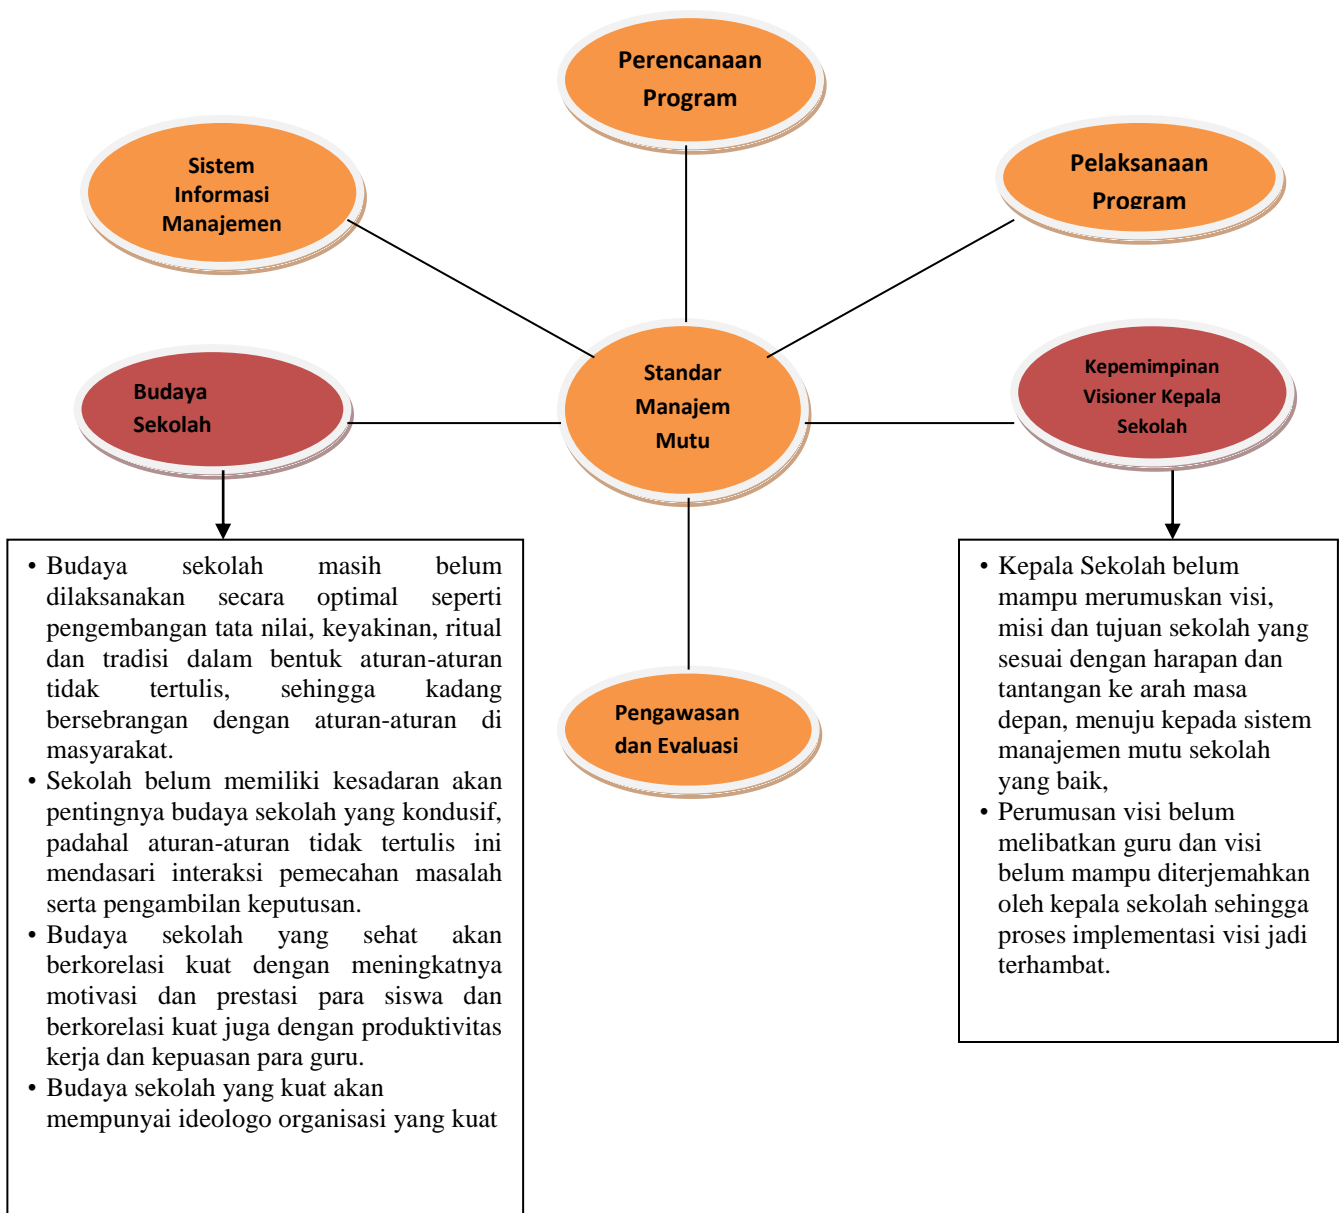 Perencanaan
Program
Sistem
Informasi
Manajemen
Pelaksanaan
Program
Budaya
Sekolah
Standar
Manajem
Mutu
Kepemimpinan
Visioner Kepala
Sekolah
Pengawasan
dan Evaluasi
• Budaya sekolah masih belum
dilaksanakan secara optimal seperti
pengembangan tata nilai, keyakinan, ritual
dan tradisi dalam bentuk aturan-aturan
tidak tertulis, sehingga kadang
bersebrangan dengan aturan-aturan di
masyarakat.
• Sekolah belum memiliki kesadaran akan
pentingnya budaya sekolah yang kondusif,
padahal aturan-aturan tidak tertulis ini
mendasari interaksi pemecahan masalah
serta pengambilan keputusan.
• Budaya sekolah yang sehat akan
berkorelasi kuat dengan meningkatnya
motivasi dan prestasi para siswa dan
berkorelasi kuat juga dengan produktivitas
kerja dan kepuasan para guru.
• Budaya sekolah yang kuat akan
mempunyai ideologo organisasi yang kuat
• Kepala Sekolah belum
mampu merumuskan visi,
misi dan tujuan sekolah yang
sesuai dengan harapan dan
tantangan ke arah masa
depan, menuju kepada sistem
manajemen mutu sekolah
yang baik,
• Perumusan visi belum
melibatkan guru dan visi
belum mampu diterjemahkan
oleh kepala sekolah sehingga
proses implementasi visi jadi
terhambat.